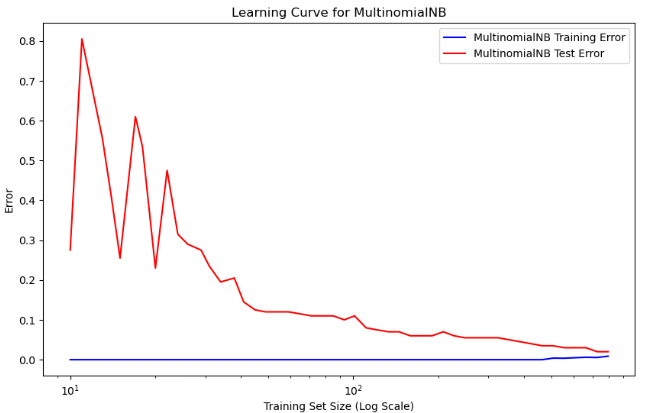 Learning Curve for MultinomialNB
MultinomialNB Training Error
MultinomialNB Test Error
Error
0.8
0.7
0.6
0.5
0.4
0.3
0.2
0.1
0.0
10¹
10²
Training Set Size (Log Scale)